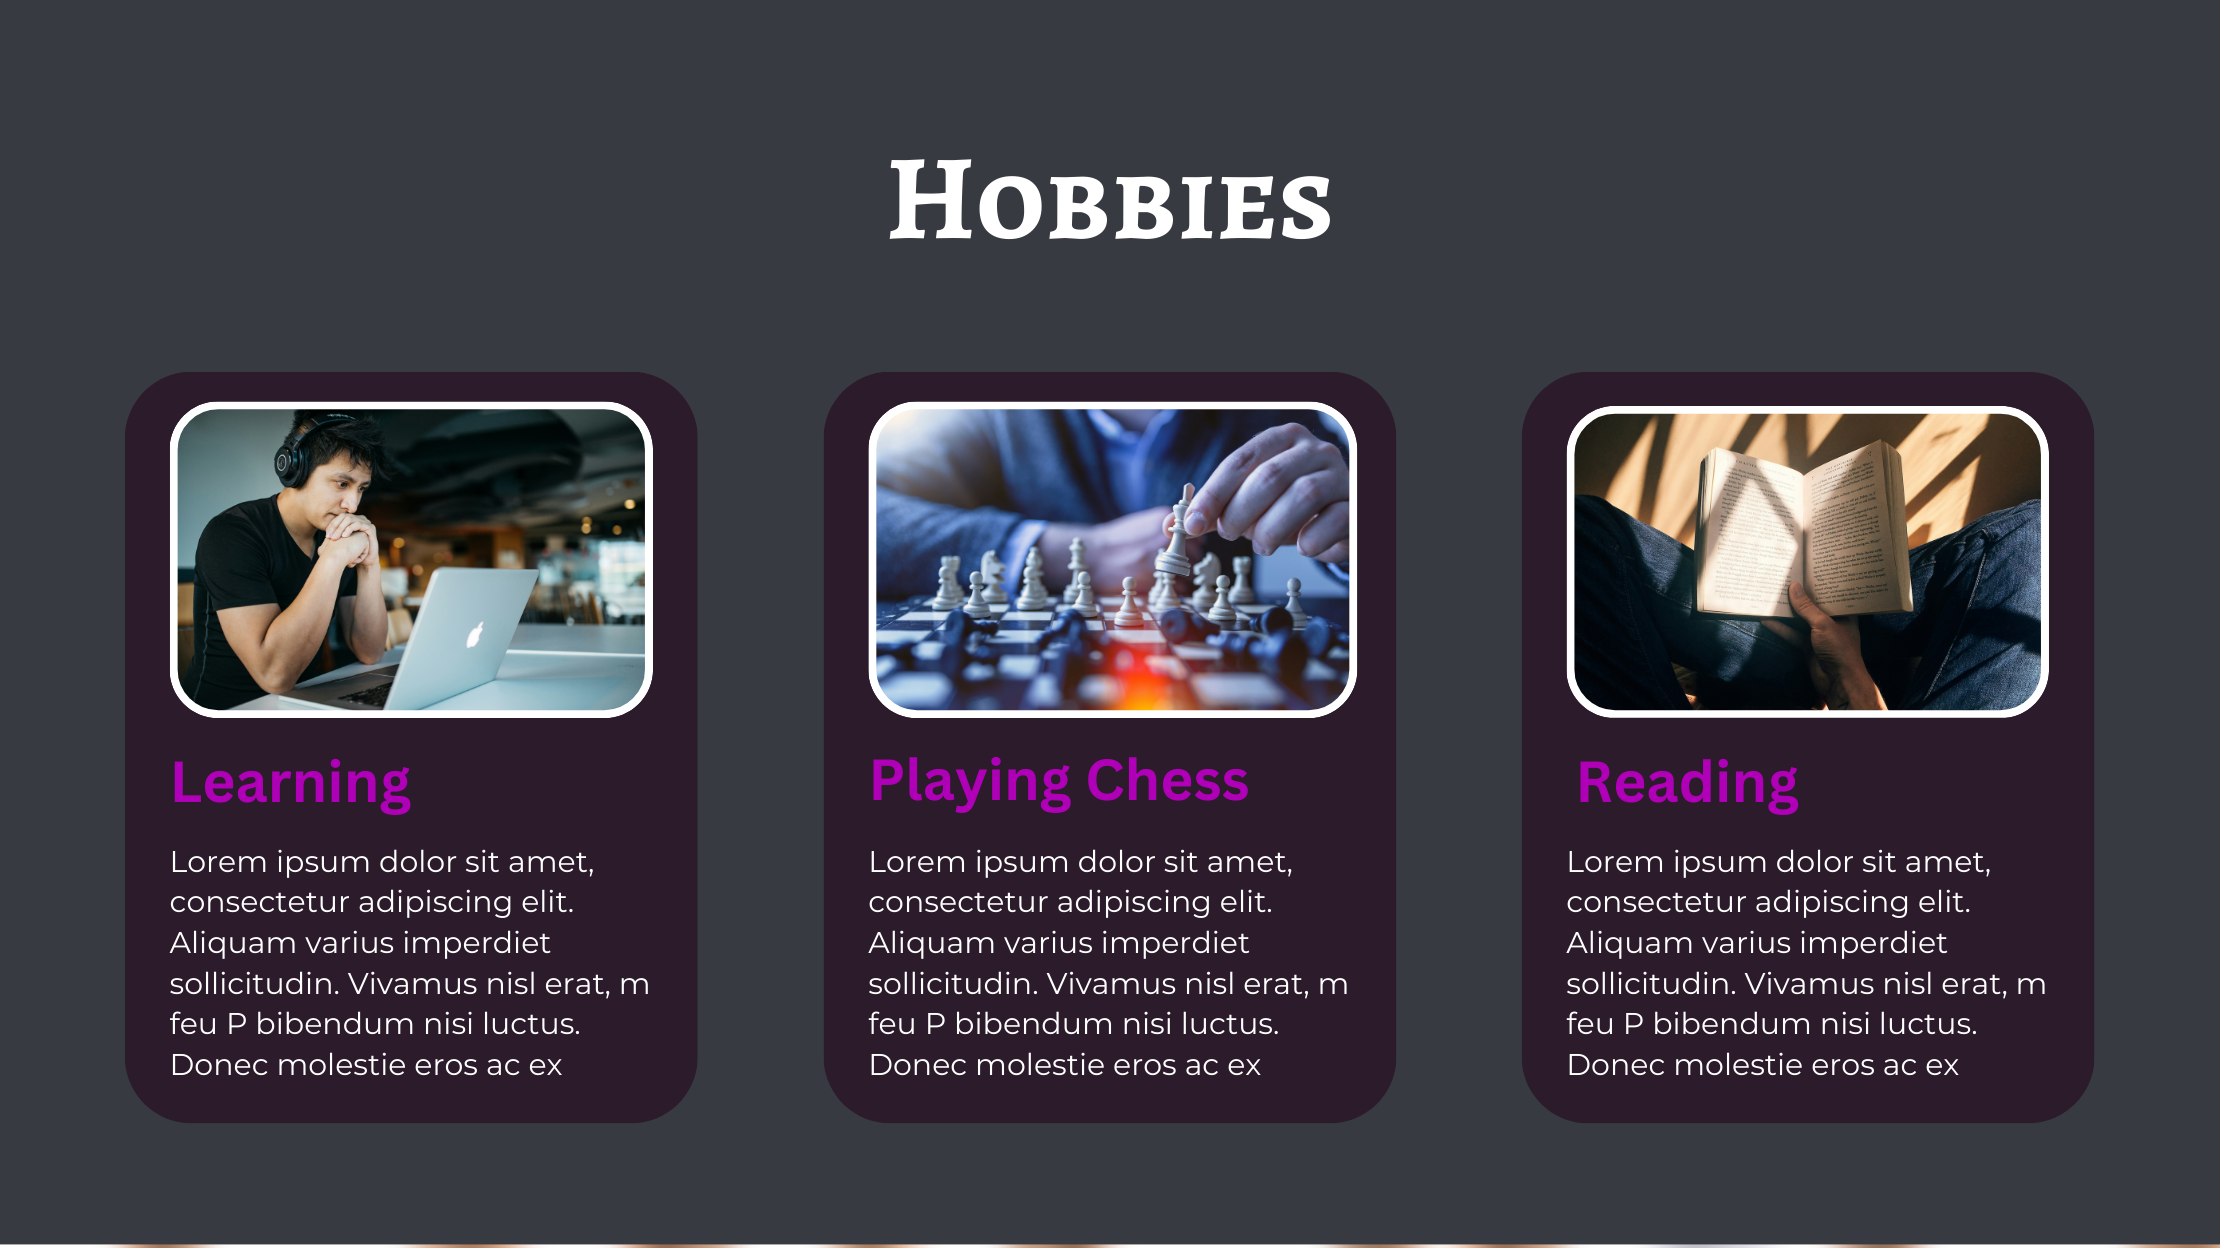 Hobbies
Learning
Lorem ipsum dolor sit amet,
consectetur adipiscing elit.
Aliquam varius imperdiet
sollicitudin. Vivamus nisl erat, m
feu P bibendum nisi luctus.
Donec molestie eros ac ex
Playing Chess
Lorem ipsum dolor sit amet,
consectetur adipiscing elit.
Aliquam varius imperdiet
sollicitudin. Vivamus nisl erat, m
feu P bibendum nisi luctus.
Donec molestie eros ac ex
Reading
Lorem ipsum dolor sit amet,
consectetur adipiscing elit.
Aliquam varius imperdiet
sollicitudin. Vivamus nisl erat, m
feu P bibendum nisi luctus.
Donec molestie eros ac ex